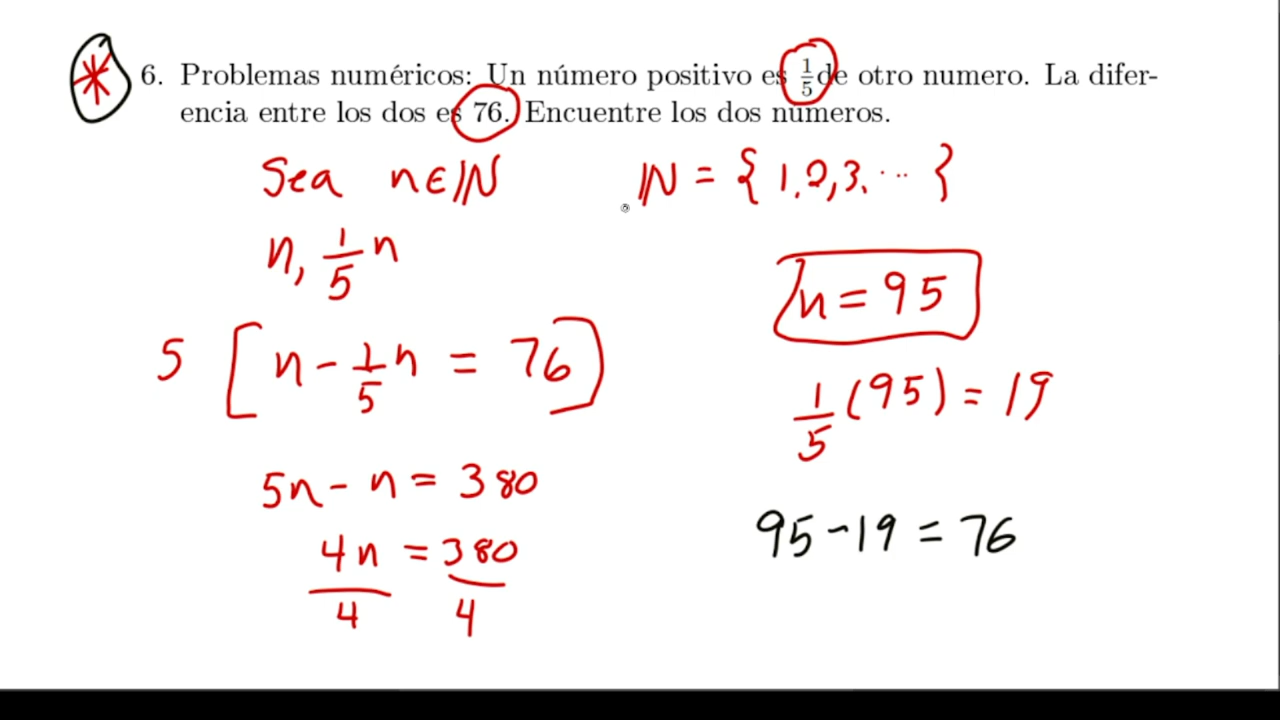 6. Problemas numéricos: Un número positivo es 1/5 de otro numero. La difer-
encia entre los dos es 76. Encuentre los dos números.
Sea n∈ℕ
ℕ = { 1,2,3,... }
n, 1/5 n
n = 95
5 [ n - 1/5 n = 76 ]
1/5 (95) = 19
5n - n = 380
95 - 19 = 76
4n = 380
4 4